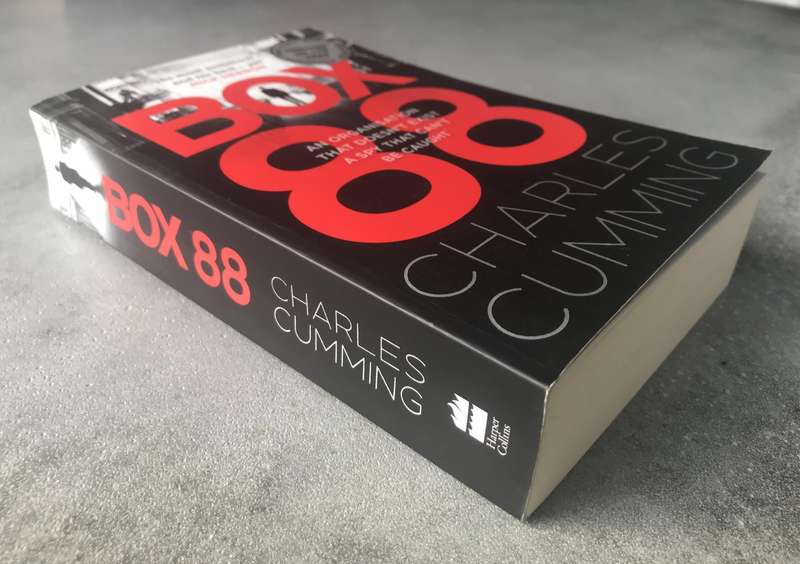 BOX
88
AN ORGANISATION
THAT DOESN'T EXIST
A SPY THAT CAN'T
BE CAUGHT
CHARLES
CUMMING
BOX 88
CHARLES
CUMMING
Harper
Collins